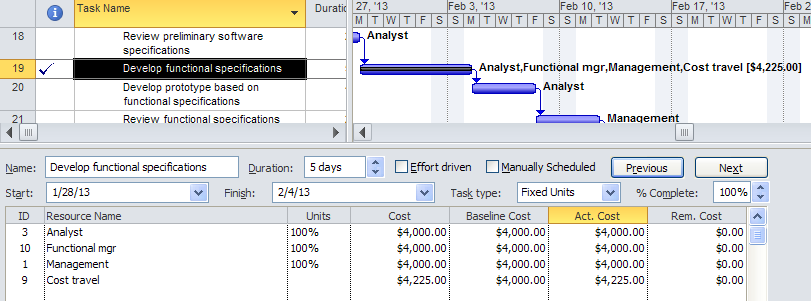 Task Name Duratio 27, '13 Feb 3, '13 Feb 10, '13 Feb 17, '13 Feb 2
M T W T F S S M T W T F S S M T W T F S S M T W T F S S M
18 Review preliminary software specifications Analyst
19 Develop functional specifications Analyst,Functional mgr,Management,Cost travel [$4,225.00]
20 Develop prototype based on functional specifications Analyst
21 Review functional specifications Management
Name: Develop functional specifications Duration: 5 days Effort driven Manually Scheduled Previous Next
Start: 1/28/13 Finish: 2/4/13 Task type: Fixed Units % Complete: 100%
ID Resource Name Units Cost Baseline Cost Act. Cost Rem. Cost
3 Analyst 100% $4,000.00 $4,000.00 $4,000.00 $0.00
10 Functional mgr 100% $4,000.00 $4,000.00 $4,000.00 $0.00
1 Management 100% $4,000.00 $4,000.00 $4,000.00 $0.00
9 Cost travel $4,225.00 $4,000.00 $4,225.00 $0.00